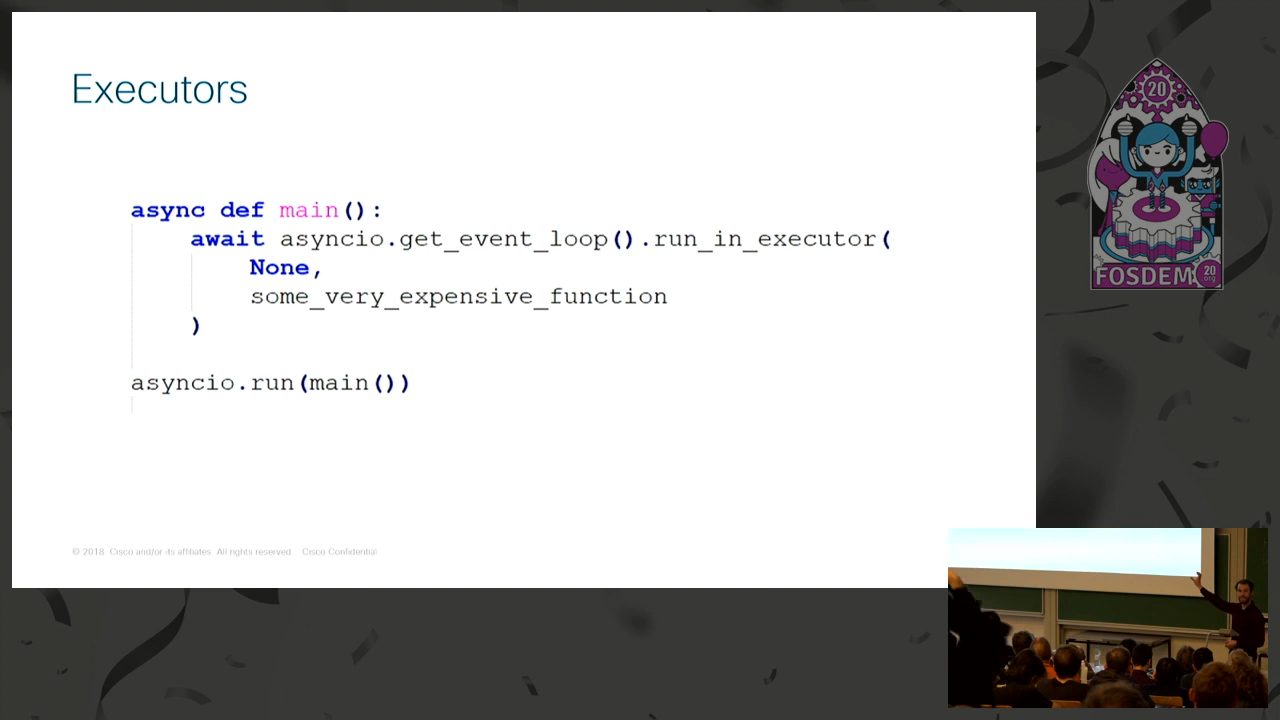 Executors
async def main():
await asyncio.get_event_loop().run_in_executor(
None,
some_very_expensive_function
)
asyncio.run(main())
© 2018 Cisco and/or its affiliates. All rights reserved. Cisco Confidential
20
FOSDEM
20
.org